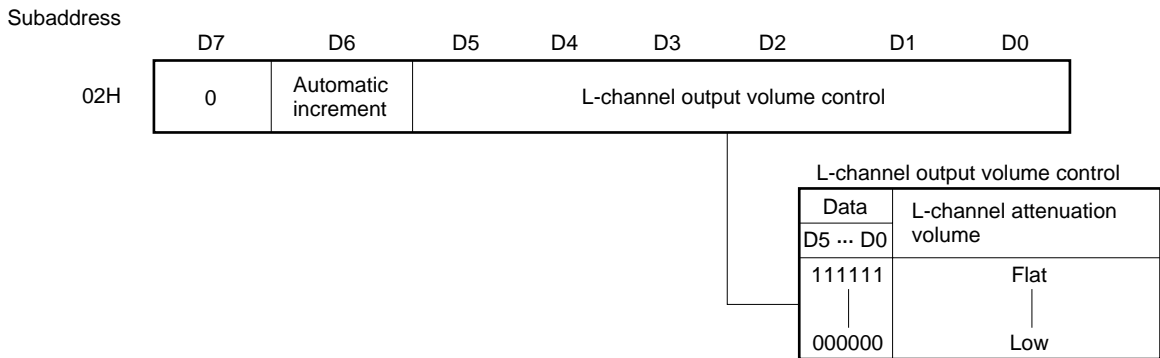 Subaddress
D7 D6 D5 D4 D3 D2 D1 D0
02H 0 Automatic increment L-channel output volume control
L-channel output volume control
Data L-channel attenuation volume
D5 ··· D0
111111 Flat
000000 Low